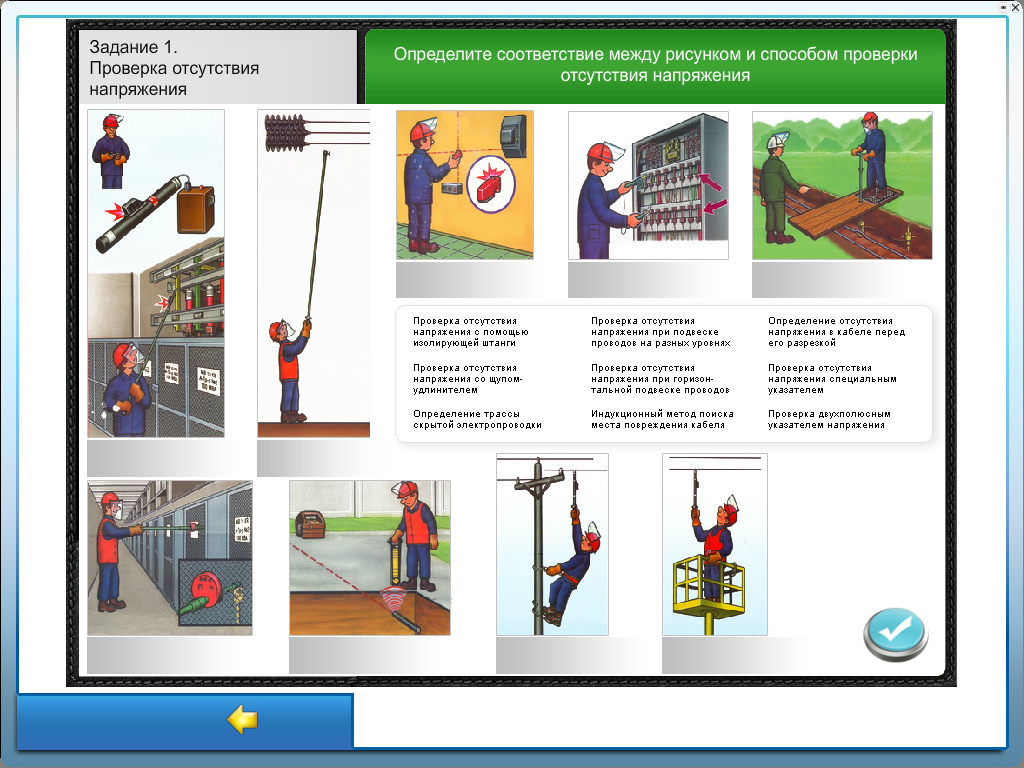 Задание 1.
Проверка отсутствия
напряжения
Определите соответствие между рисунком и способом проверки
отсутствия напряжения
Проверка отсутствия
напряжения с помощью
изолирующей штанги
Проверка отсутствия
напряжения при подвеске
проводов на разных уровнях
Определение отсутствия
напряжения в кабеле перед
его разрезкой
Проверка отсутствия
напряжения со щупом-
удлинителем
Проверка отсутствия
напряжения при горизон-
тальной подвеске проводов
Проверка отсутствия
напряжения специальным
указателем
Определение трассы
скрытой электропроводки
Индукционный метод поиска
места повреждения кабеля
Проверка двухполюсным
указателем напряжения